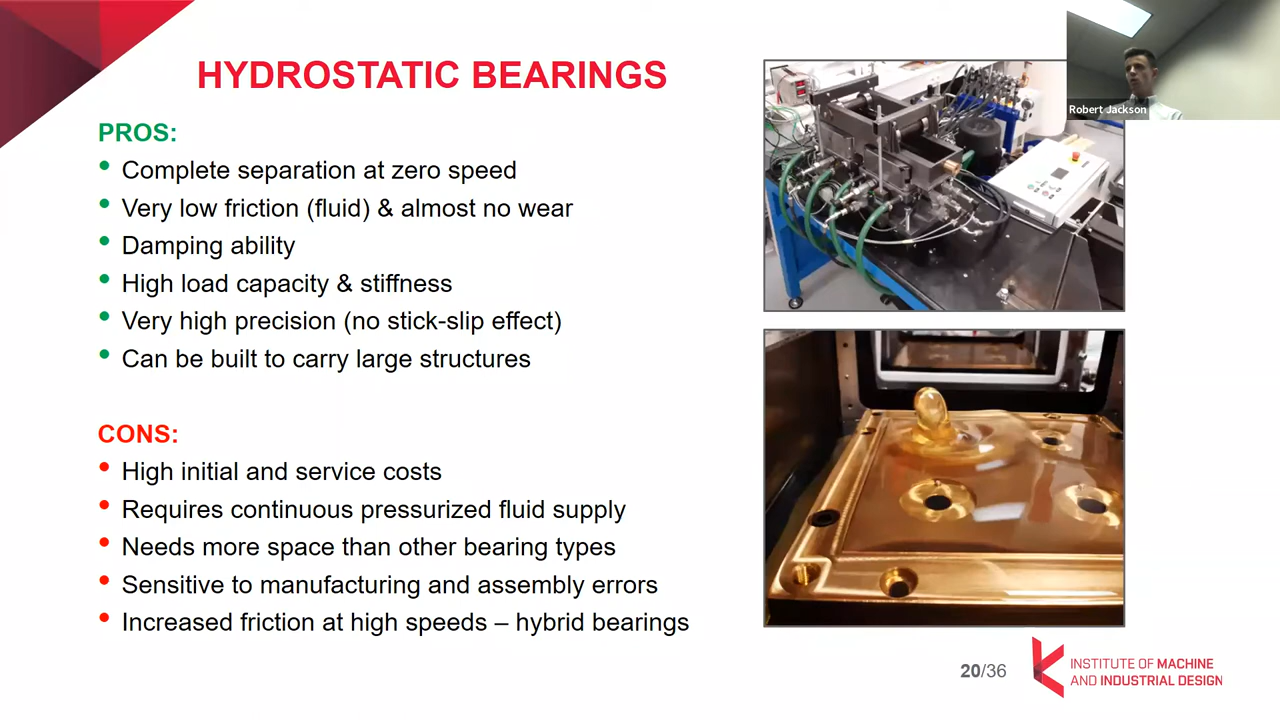 HYDROSTATIC BEARINGS
PROS:
Complete separation at zero speed
Very low friction (fluid) & almost no wear
Damping ability
High load capacity & stiffness
Very high precision (no stick-slip effect)
Can be built to carry large structures
CONS:
High initial and service costs
Requires continuous pressurized fluid supply
Needs more space than other bearing types
Sensitive to manufacturing and assembly errors
Increased friction at high speeds – hybrid bearings
Robert Jackson
20/36
INSTITUTE OF MACHINE
AND INDUSTRIAL DESIGN